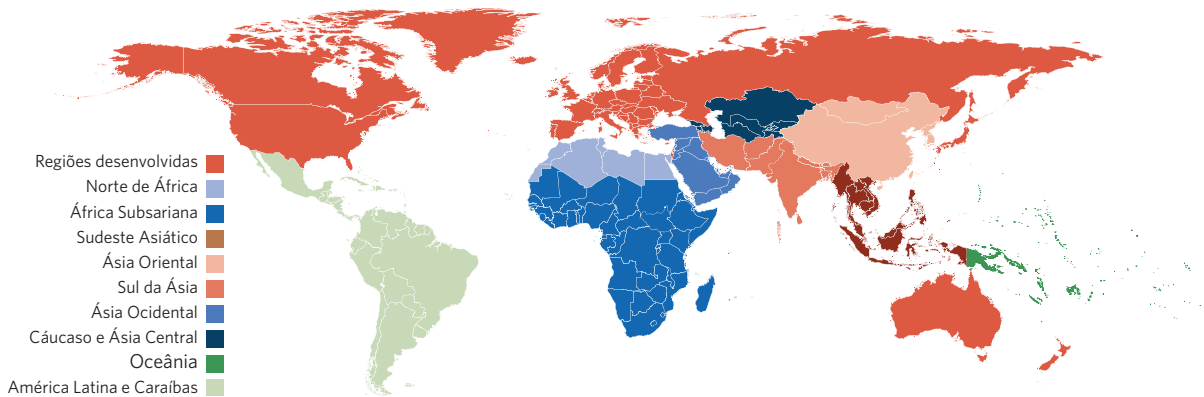 Regiões desenvolvidas
Norte de África
África Subsariana
Sudeste Asiático
Ásia Oriental
Sul da Ásia
Ásia Ocidental
Cáucaso e Ásia Central
Oceânia
América Latina e Caraíbas